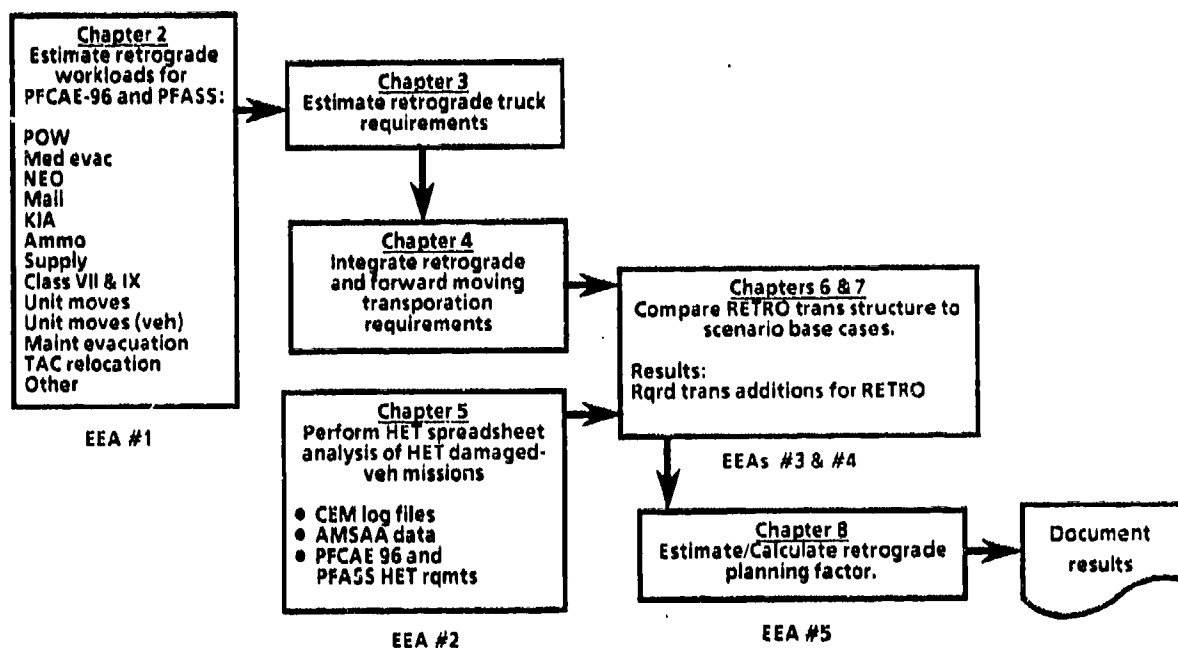 Chapter 2
Estimate retrograde
workloads for
PFCAE-96 and PFASS:
POW
Med evac
NEO
Mail
KIA
Ammo
Supply
Class VII & IX
Unit moves
Unit moves (veh)
Maint evacuation
TAC relocation
Other
EEA #1
Chapter 3
Estimate retrograde truck
requirements
Chapter 4
Integrate retrograde
and forward moving
transporation
requirements
Chapter 5
Perform HET spreadsheet
analysis of HET damaged-
veh missions
● CEM log files
● AMSAA data
● PFCAE 96 and
PFASS HET rqmts
EEA #2
Chapters 6 & 7
Compare RETRO trans structure to
scenario base cases.
Results:
Rqrd trans additions for RETRO
EEAs #3 & #4
Chapter 8
Estimate/Calculate retrograde
planning factor.
EEA #5
Document
results